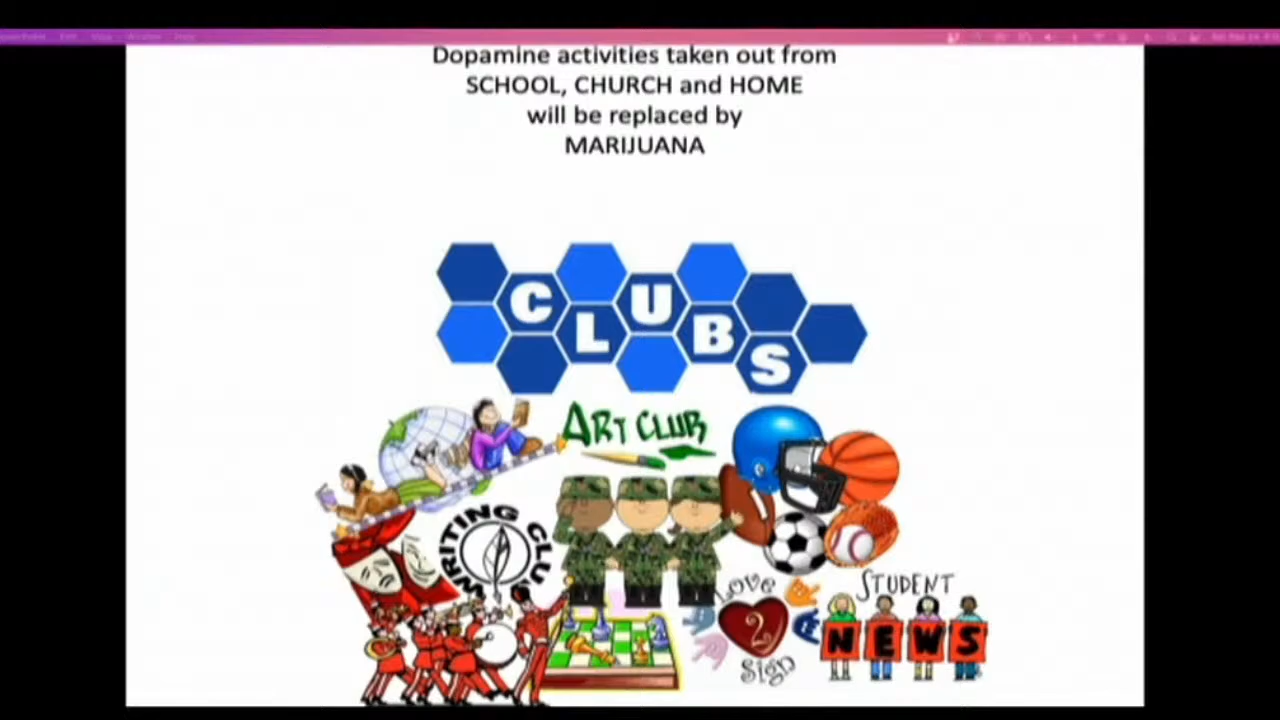 Dopamine activities taken out from
SCHOOL, CHURCH and HOME
will be replaced by
MARIJUANA
CLUBS
ART CLUB
WRITING CLUB
LOVE
2
Sign
STUDENT
NEWS